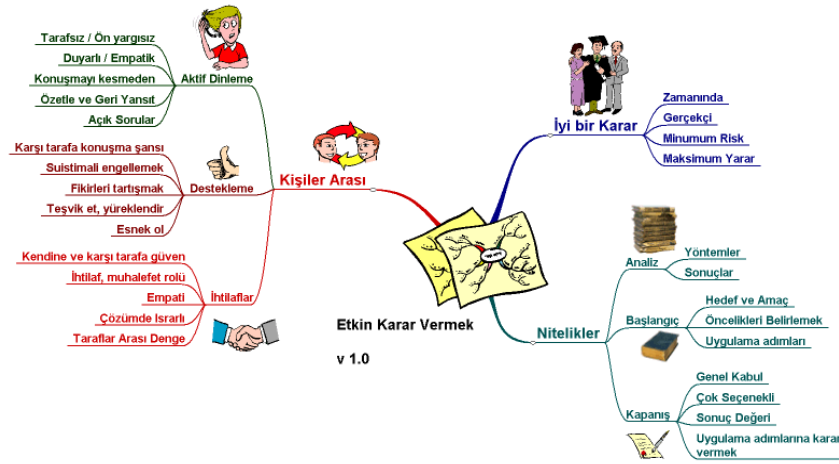 Tarafsız / Ön yargısız
Duyarlı / Empatik
Konuşmayı kesmeden
Özetle ve Geri Yansıt
Açık Sorular
Aktif Dinleme
Karşı tarafa konuşma şansı
Suistimali engellemek
Fikirleri tartışmak
Teşvik et, yüreklendir
Esnek ol
Destekleme
Kendine ve karşı tarafa güven
İhtilaf, muhalefet rolü
Empati
Çözümde Israrlı
Taraflar Arası Denge
İhtilaflar
Kişiler Arası
Etkin Karar Vermek
v 1.0
İyi bir Karar
Zamanında
Gerçekçi
Minumum Risk
Maksimum Yarar
Nitelikler
Analiz
Yöntemler
Sonuçlar
Başlangıç
Hedef ve Amaç
Öncelikleri Belirlemek
Uygulama adımları
Kapanış
Genel Kabul
Çok Seçenekli
Sonuç Değeri
Uygulama adımlarına karar
vermek